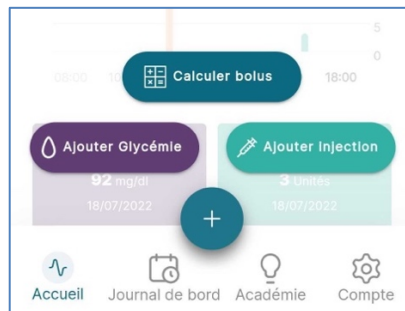 5
0
08:00 10
18:00
Calculer bolus
Ajouter Glycémie
Ajouter Injection
92 mg/dl
3 Unités
18/07/2022
18/07/2022
+
Accueil
Journal de bord
Académie
Compte